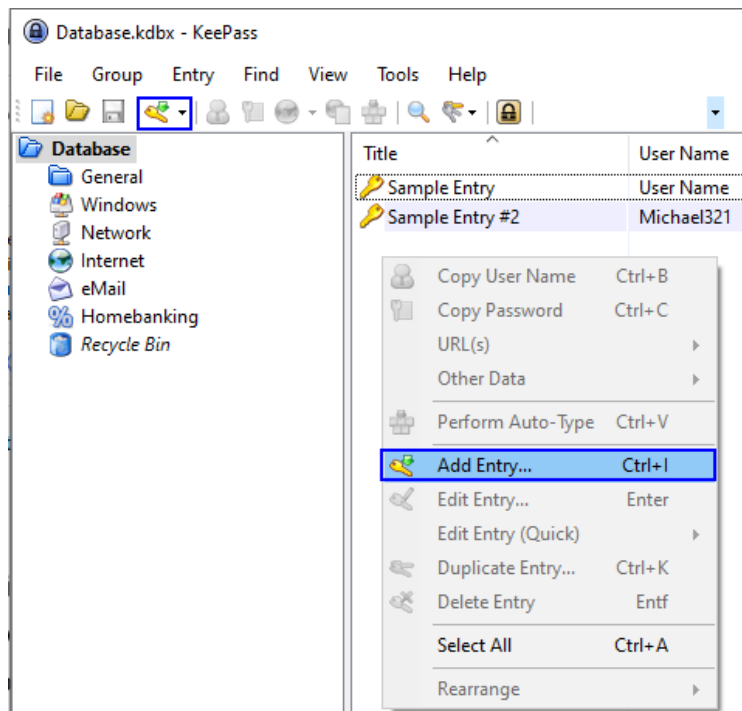 Database.kdbx - KeePass
File Group Entry Find View Tools Help
Database
General
Windows
Network
Internet
eMail
Homebanking
Recycle Bin
Title User Name
Sample Entry User Name
Sample Entry #2 Michael321
Copy User Name Ctrl+B
Copy Password Ctrl+C
URL(s)
Other Data
Perform Auto-Type Ctrl+V
Add Entry... Ctrl+I
Edit Entry... Enter
Edit Entry (Quick)
Duplicate Entry... Ctrl+K
Delete Entry Entf
Select All Ctrl+A
Rearrange